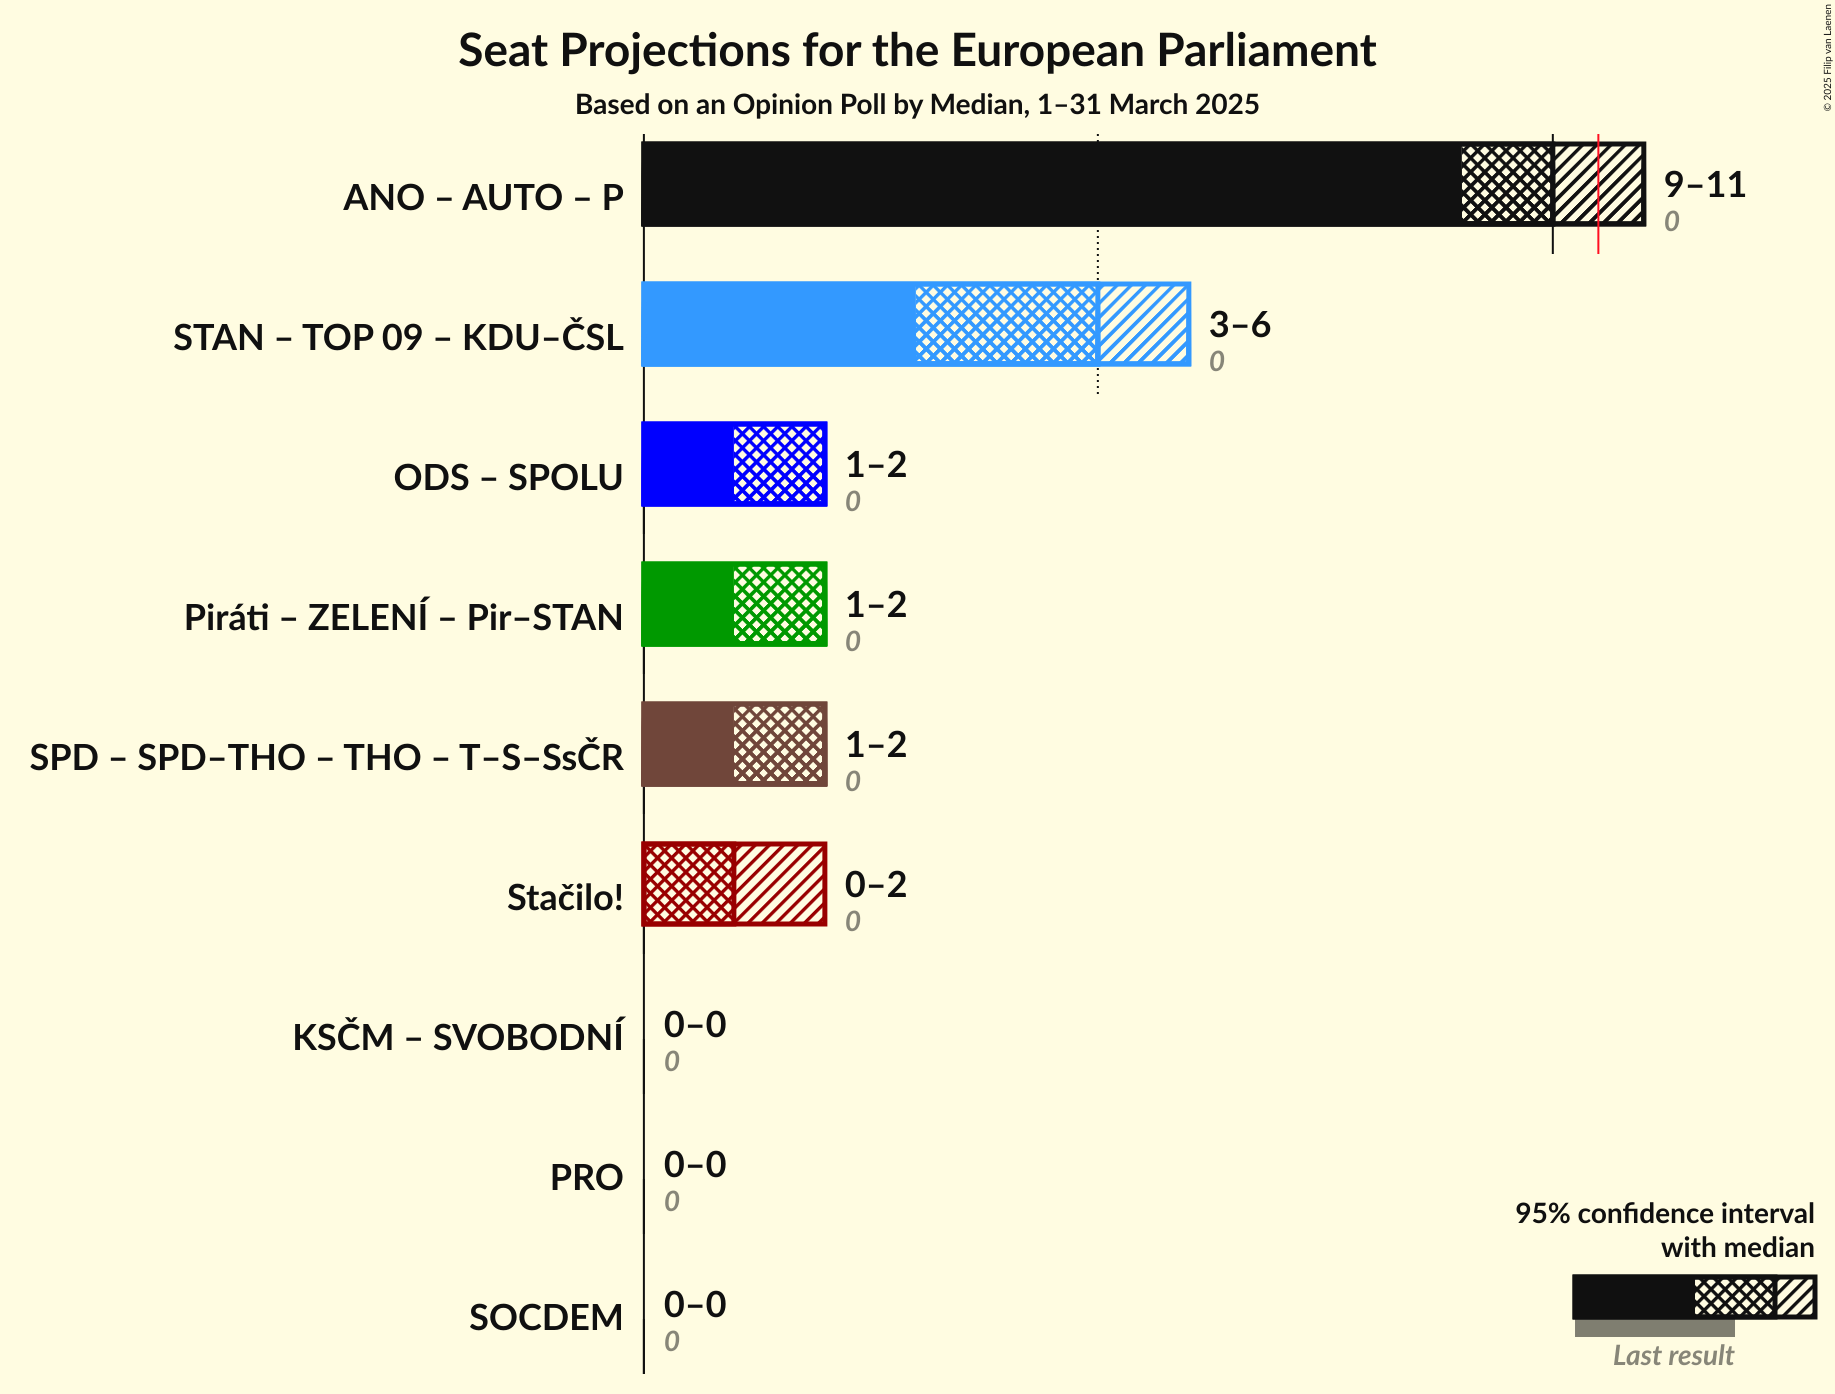 Seat Projections for the European Parliament
Based on an Opinion Poll by Median, 1–31 March 2025
© 2025 Filip van Laenen
ANO – AUTO – P
9–11
0
STAN – TOP 09 – KDU–ČSL
3–6
0
ODS – SPOLU
1–2
0
Piráti – ZELENÍ – Pir–STAN
1–2
0
SPD – SPD–THO – THO – T–S–SsČR
1–2
0
Stačilo!
0–2
0
KSČM – SVOBODNÍ
0–0
0
PRO
0–0
0
SOCDEM
0–0
0
95% confidence interval
with median
Last result